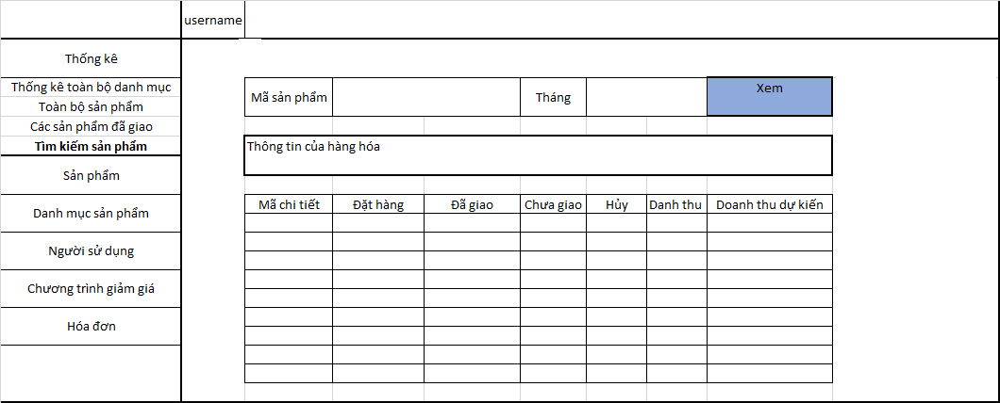 username
Thống kê
Thống kê toàn bộ danh mục
Toàn bộ sản phẩm
Các sản phẩm đã giao
Tìm kiếm sản phẩm
Sản phẩm
Danh mục sản phẩm
Người sử dụng
Chương trình giảm giá
Hóa đơn
Mã sản phẩm
Tháng
Xem
Thông tin của hàng hóa
Mã chi tiết Đặt hàng Đã giao Chưa giao Hủy Danh thu Doanh thu dự kiến